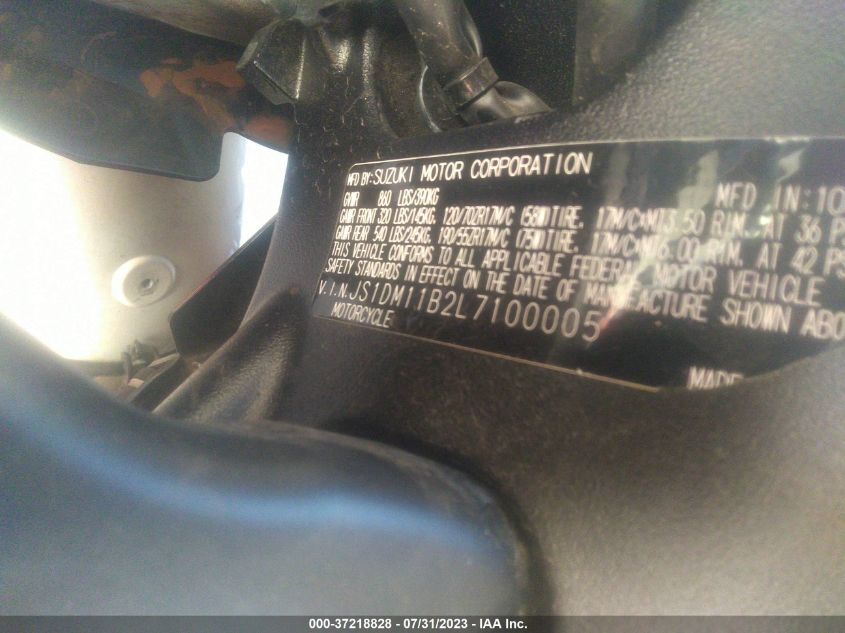 MFD BY:SUZUKI MOTOR CORPORATION
MFD IN:10
GVWR 860 LBS/390KG
GAWR FRONT 320 LBS/145KG. 120/70ZR17M/C (58W)TIRE, 17M/CxMT3.50 RIM. AT 36 PS
GAWR REAR 540 LBS/245KG. 190/55ZR17M/C (75W)TIRE, 17M/CxMT6.00 RIM. AT 42 PS
THIS VEHICLE CONFORMS TO ALL APPLICABLE FEDERAL MOTOR VEHICLE
SAFETY STANDARDS IN EFFECT ON THE DATE OF MANUFACTURE SHOWN ABO
V.I.N.JS1DM11B2L7100005
MOTORCYCLE
MADE
000-37218828 - 07/31/2023 - IAA Inc.